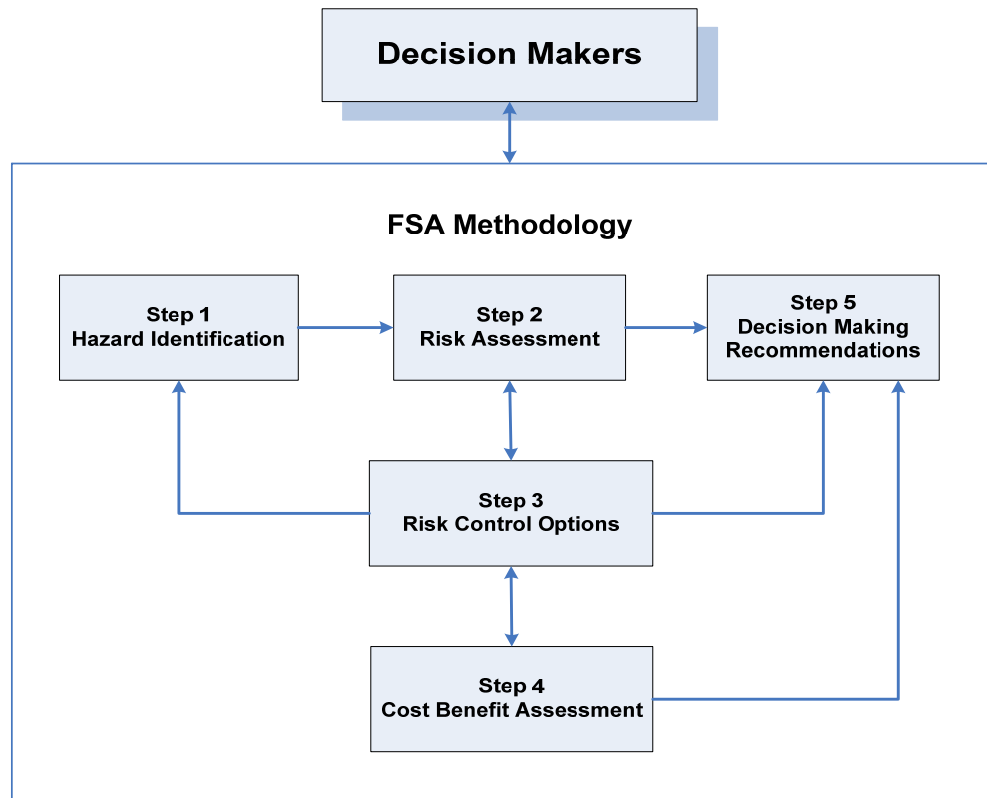 Decision Makers
FSA Methodology
Step 1
Hazard Identification
Step 2
Risk Assessment
Step 5
Decision Making
Recommendations
Step 3
Risk Control Options
Step 4
Cost Benefit Assessment